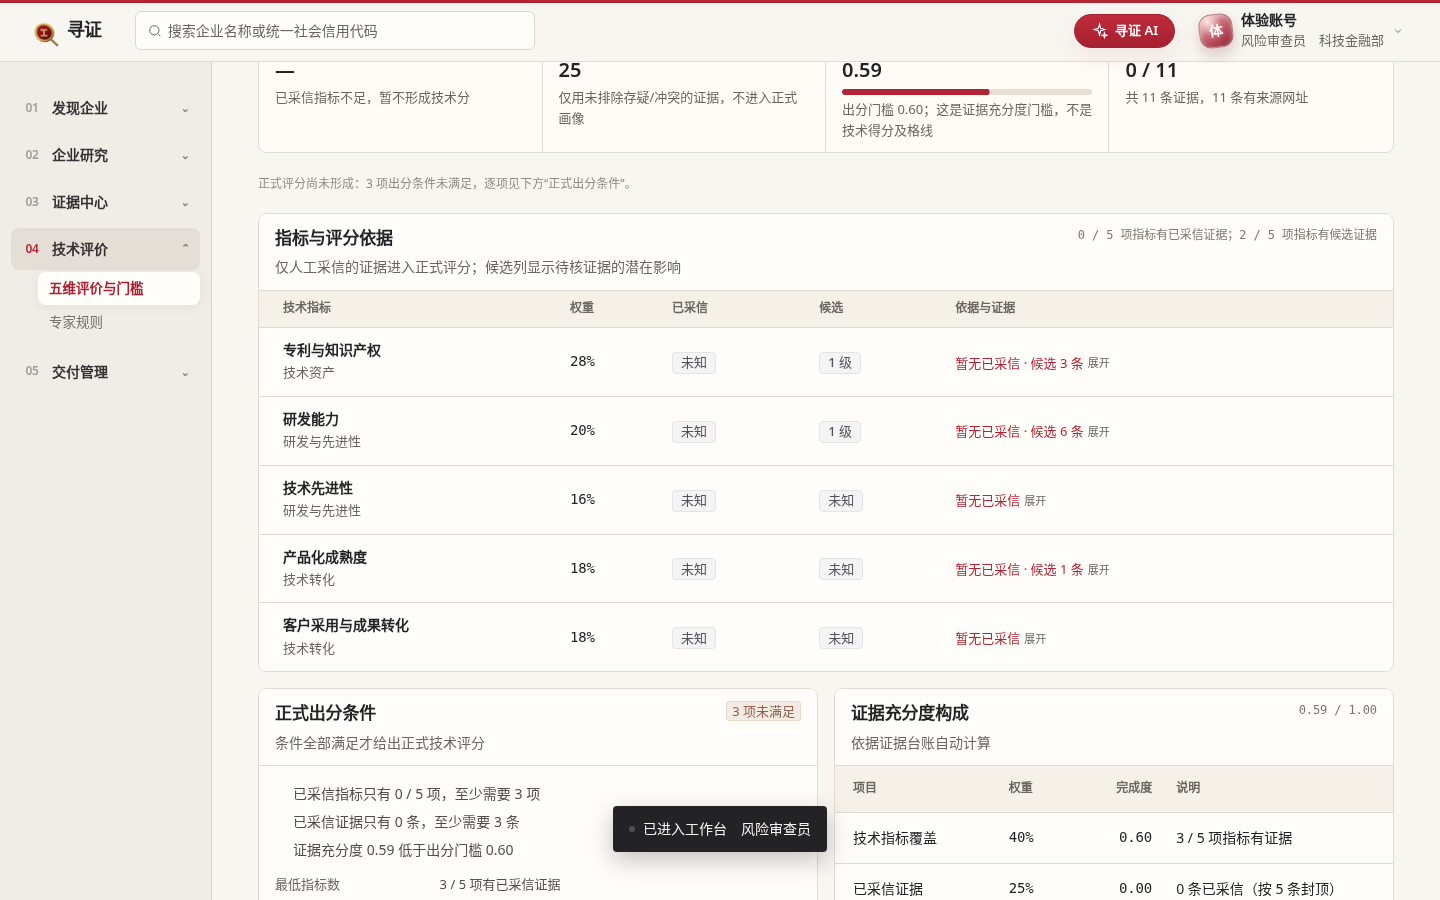 寻证
搜索企业名称或统一社会信用代码
寻证 AI
体
体验账号
风险审查员 科技金融部
01 发现企业
02 企业研究
03 证据中心
04 技术评价
五维评价与门槛
专家规则
05 交付管理
—
已采信指标不足，暂不形成技术分
25
仅用未排除存疑/冲突的证据，不进入正式
画像
0.59
出分门槛 0.60；这是证据充分度门槛，不是
技术得分及格线
0 / 11
共 11 条证据，11 条有来源网址
正式评分尚未形成：3 项出分条件未满足，逐项见下方“正式出分条件”。
指标与评分依据
0 / 5 项指标有已采信证据；2 / 5 项指标有候选证据
仅人工采信的证据进入正式评分；候选列显示待核证据的潜在影响
技术指标 权重 已采信 候选 依据与证据
专利与知识产权
技术资产
28% 未知 1 级 暂无已采信 · 候选 3 条 展开
研发能力
研发与先进性
20% 未知 1 级 暂无已采信 · 候选 6 条 展开
技术先进性
研发与先进性
16% 未知 未知 暂无已采信 展开
产品化成熟度
技术转化
18% 未知 未知 暂无已采信 · 候选 1 条 展开
客户采用与成果转化
技术转化
18% 未知 未知 暂无已采信 展开
正式出分条件
3 项未满足
条件全部满足才给出正式技术评分
已采信指标只有 0 / 5 项，至少需要 3 项
已采信证据只有 0 条，至少需要 3 条
证据充分度 0.59 低于出分门槛 0.60
最低指标数 3 / 5 项有已采信证据
已进入工作台 风险审查员
证据充分度构成
0.59 / 1.00
依据证据台账自动计算
项目 权重 完成度 说明
技术指标覆盖 40% 0.60 3 / 5 项指标有证据
已采信证据 25% 0.00 0 条已采信（按 5 条封顶）